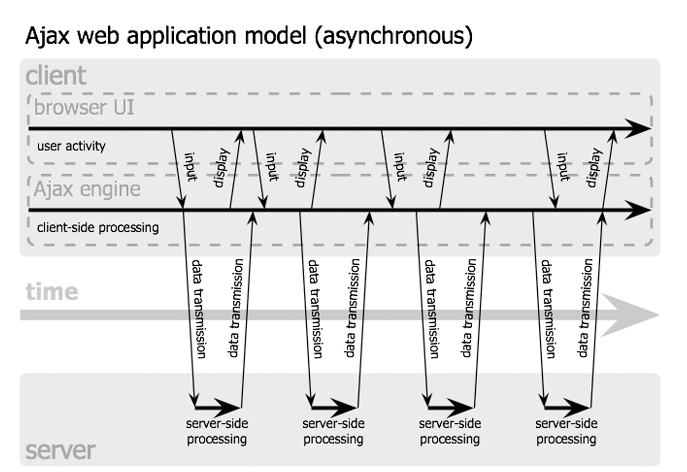 Ajax web application model (asynchronous)
client
browser UI
user activity
input
display
input
display
input
display
input
display
Ajax engine
client-side processing
data transmission
data transmission
data transmission
data transmission
data transmission
data transmission
data transmission
data transmission
time
server-side
processing
server-side
processing
server-side
processing
server-side
processing
server